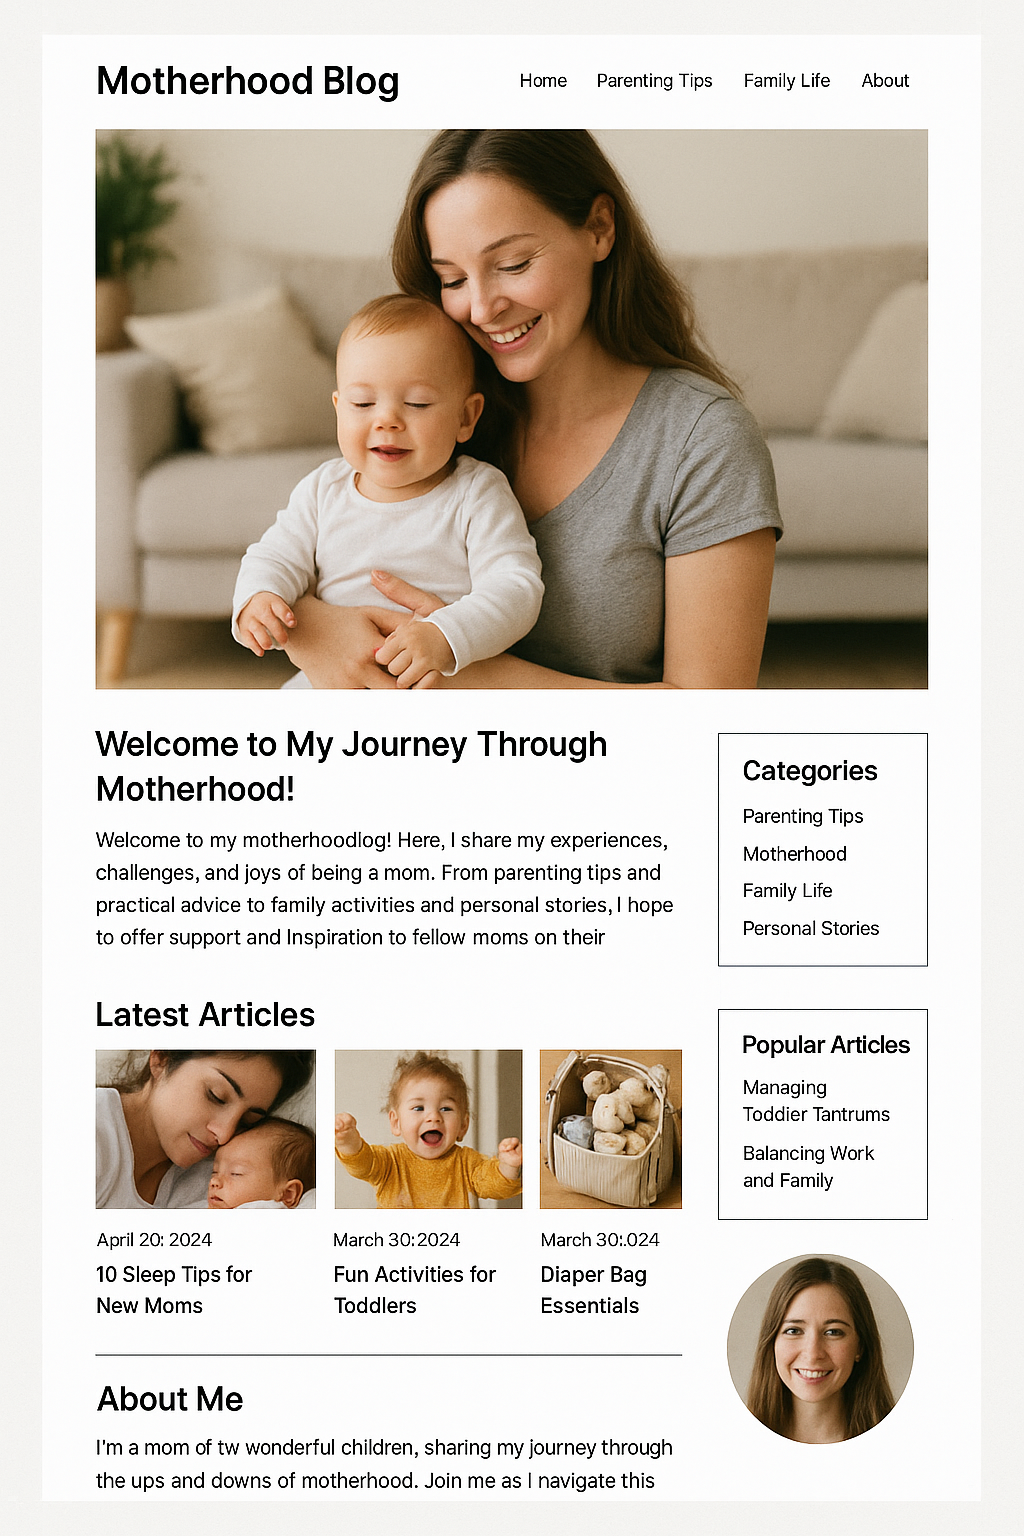 Motherhood Blog
Home Parenting Tips Family Life About
Welcome to My Journey Through
Motherhood!
Welcome to my motherhoodlog! Here, I share my experiences,
challenges, and joys of being a mom. From parenting tips and
practical advice to family activities and personal stories, I hope
to offer support and Inspiration to fellow moms on their
Categories
Parenting Tips
Motherhood
Family Life
Personal Stories
Latest Articles
April 20: 2024
10 Sleep Tips for
New Moms
March 30:2024
Fun Activities for
Toddlers
March 30:.024
Diaper Bag
Essentials
Popular Articles
Managing
Toddier Tantrums
Balancing Work
and Family
About Me
I'm a mom of tw wonderful children, sharing my journey through
the ups and downs of motherhood. Join me as I navigate this